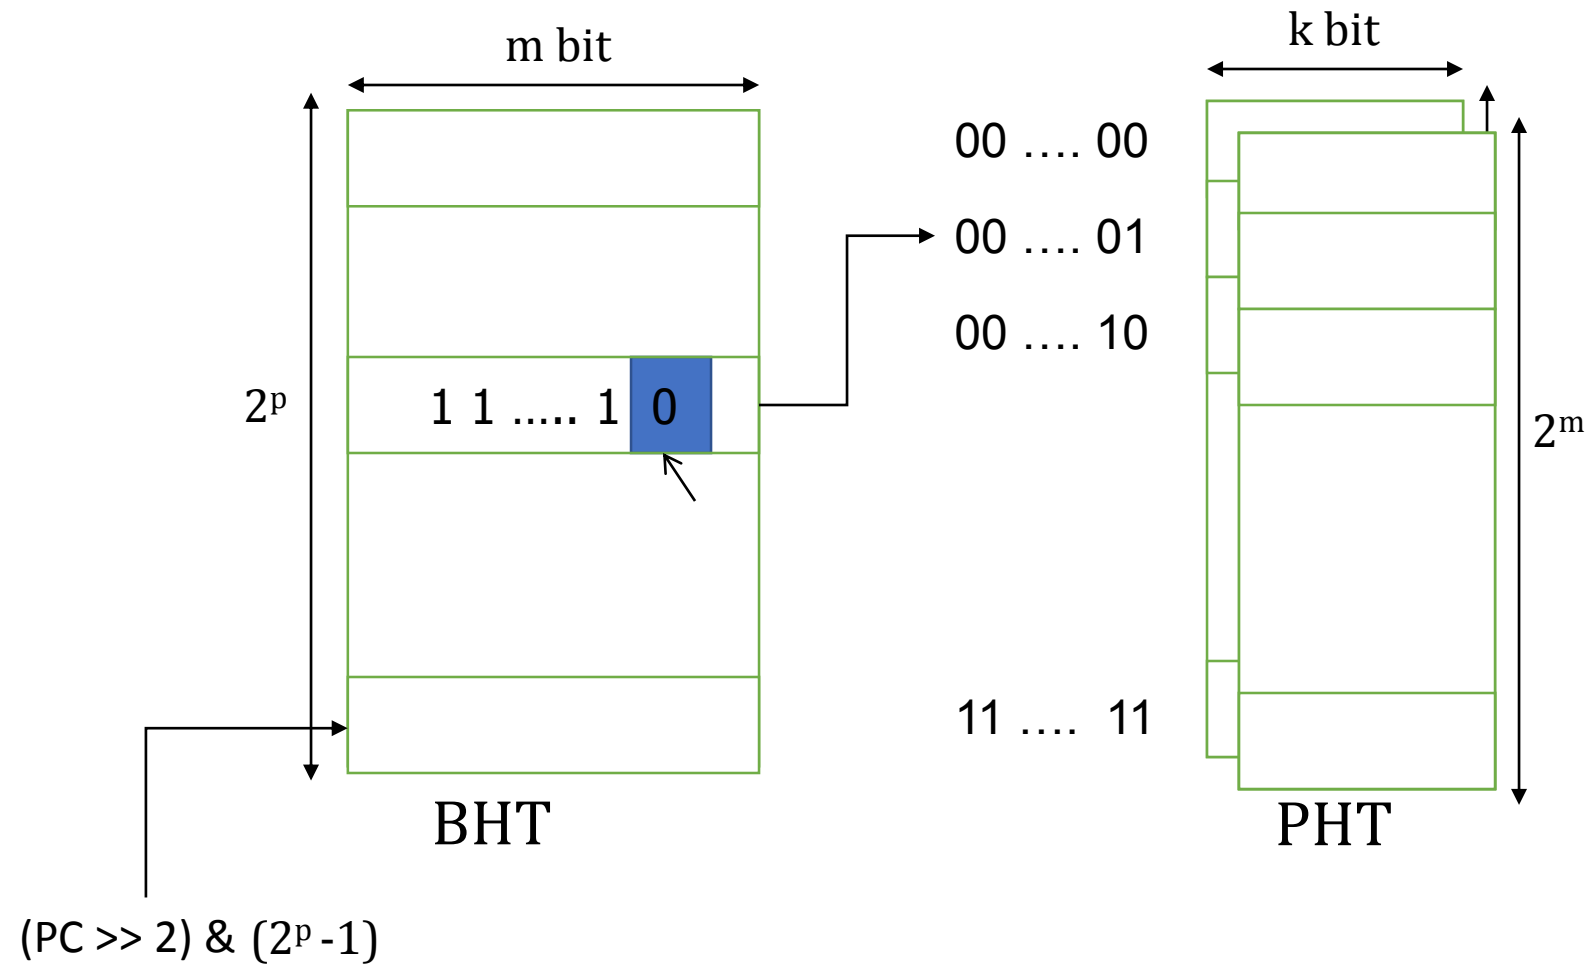 m bit
k bit
00 .... 00
00 .... 01
00 .... 10
2ᵖ
1 1 ..... 1 0
2ᵐ
11 .... 11
BHT
PHT
(PC >> 2) & (2ᵖ -1)